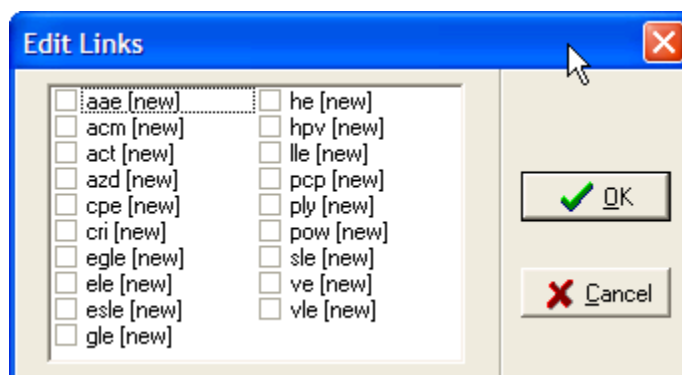 Edit Links
aae [new]
acm [new]
act [new]
azd [new]
cpe [new]
cri [new]
egle [new]
ele [new]
esle [new]
gle [new]
he [new]
hpv [new]
lle [new]
pcp [new]
ply [new]
pow [new]
sle [new]
ve [new]
vle [new]
OK
Cancel